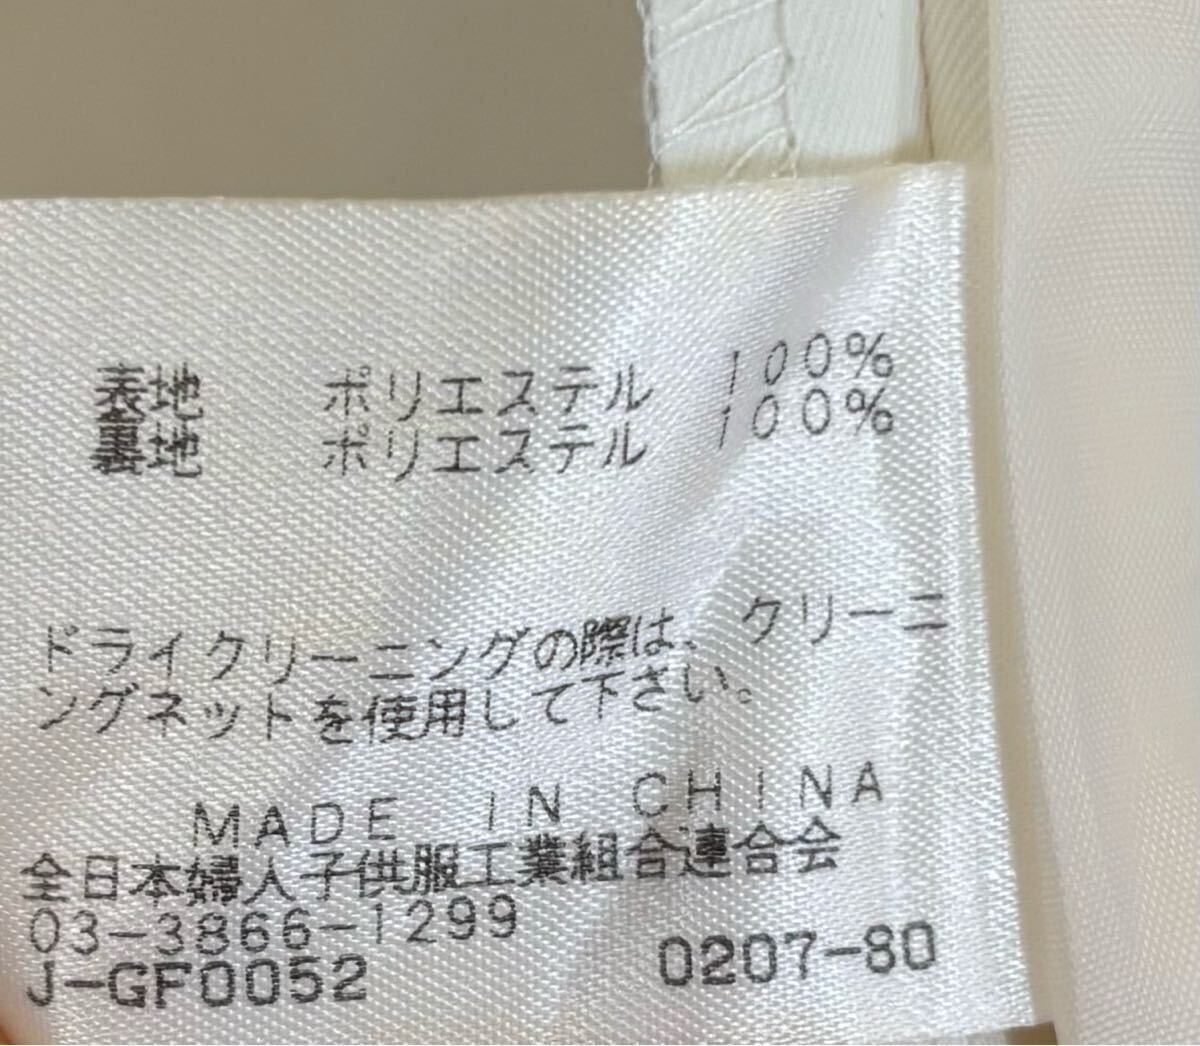 表地 ポリエステル 100%
裏地 ポリエステル 100%
ドライクリーニングの際は、クリーニ
ングネットを使用して下さい。
MADE IN CHINA
全日本婦人子供服工業組合連合会
03-3866-1299
J-GF0052 0207-80